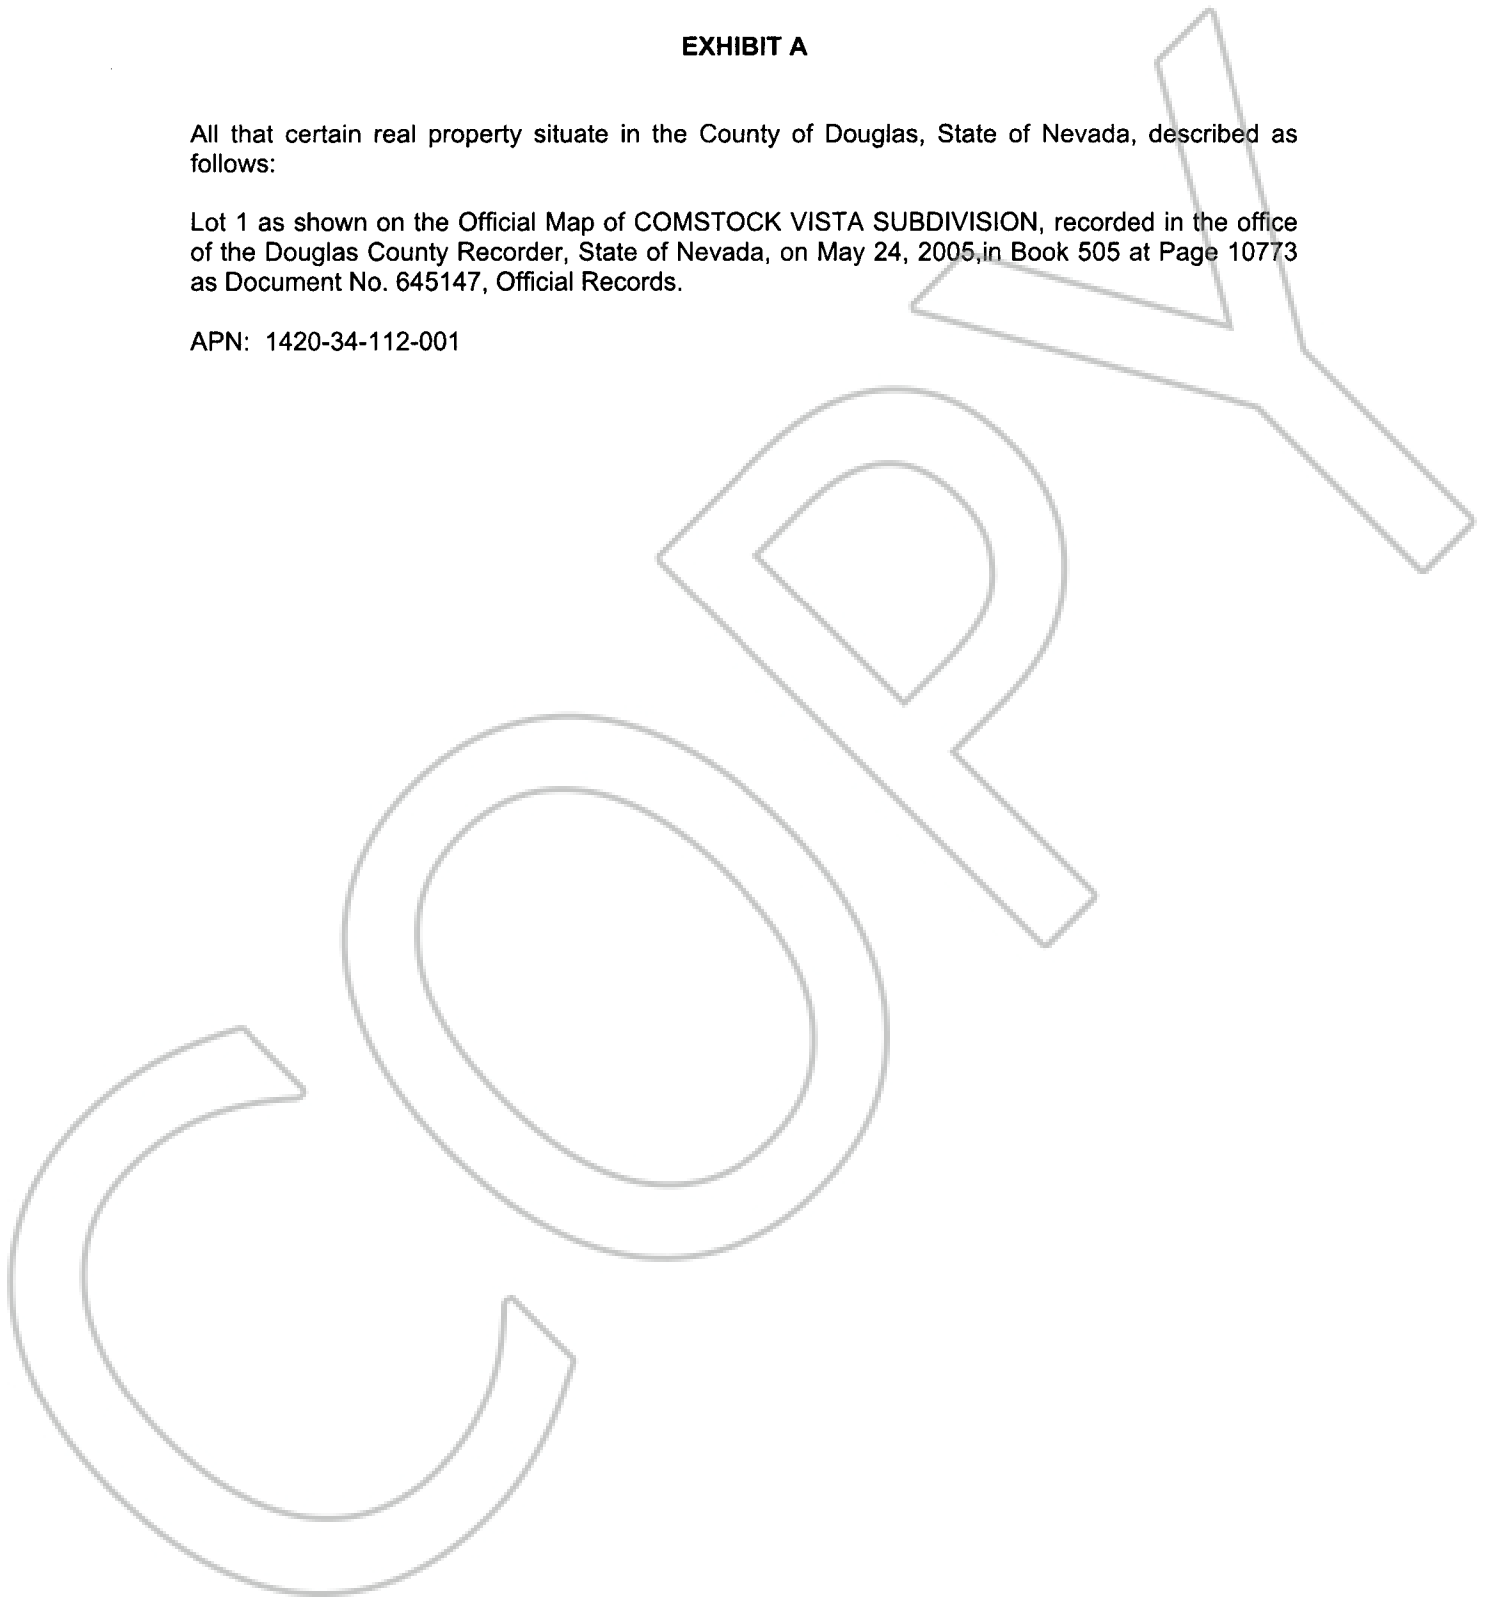 EXHIBIT A
All that certain real property situate in the County of Douglas, State of Nevada, described as
follows:
Lot 1 as shown on the Official Map of COMSTOCK VISTA SUBDIVISION, recorded in the office
of the Douglas County Recorder, State of Nevada, on May 24, 2005,in Book 505 at Page 10773
as Document No. 645147, Official Records.
APN: 1420-34-112-001
COPY